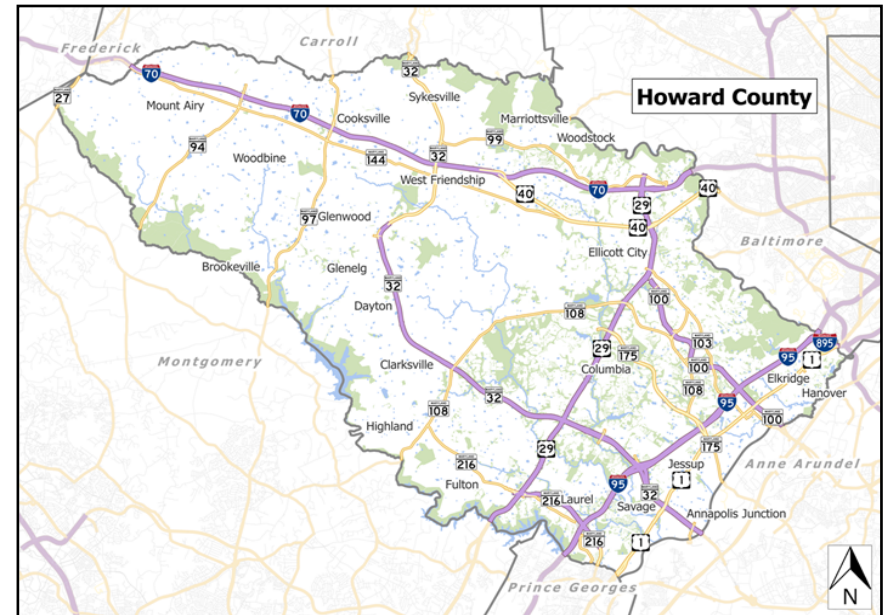 Howard County
Frederick
Carroll
Baltimore
Montgomery
Anne Arundel
Prince Georges
Mount Airy
Cooksville
Sykesville
Marriottsville
Woodstock
Woodbine
West Friendship
Glenwood
Ellicott City
Brookeville
Glenelg
Dayton
Clarksville
Columbia
Elkridge
Hanover
Highland
Fulton
Laurel
Savage
Jessup
Annapolis Junction
27
70
32
94
70
99
144
32
40
70
40
29
40
97
32
108
100
29
175
103
95
895
1
100
108
95
100
32
108
175
29
216
95
1
32
216
216
1
N